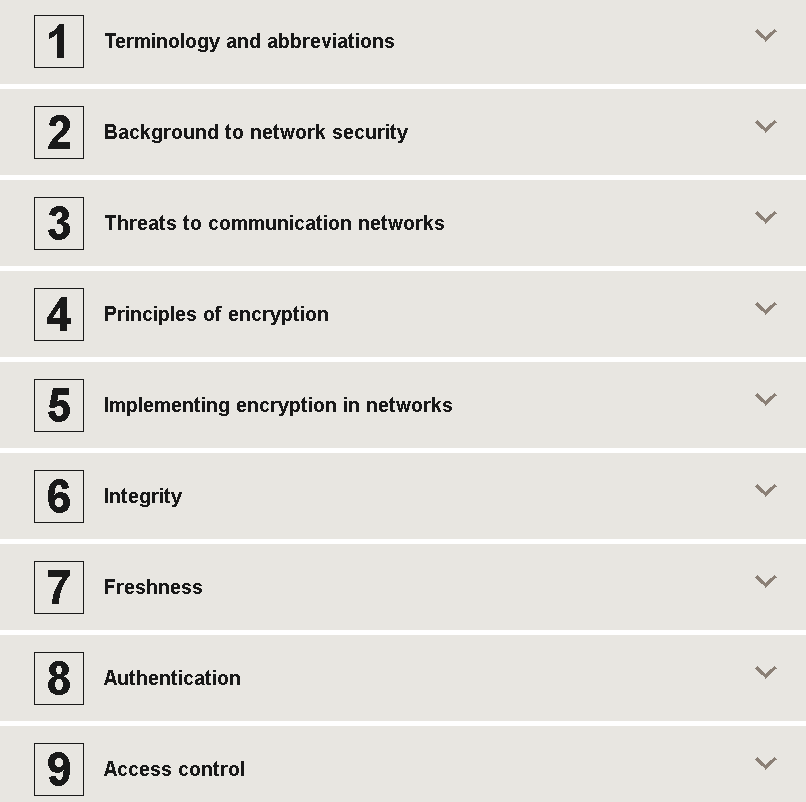 1 Terminology and abbreviations
2 Background to network security
3 Threats to communication networks
4 Principles of encryption
5 Implementing encryption in networks
6 Integrity
7 Freshness
8 Authentication
9 Access control